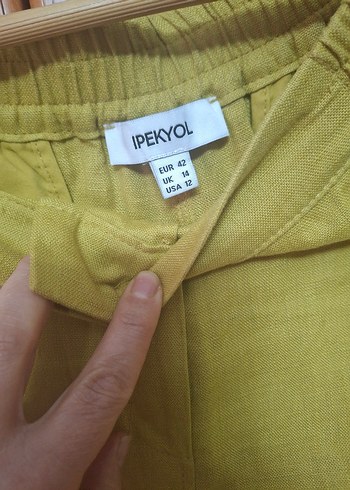 IPEKYOL
EUR 42
UK 14
USA 12